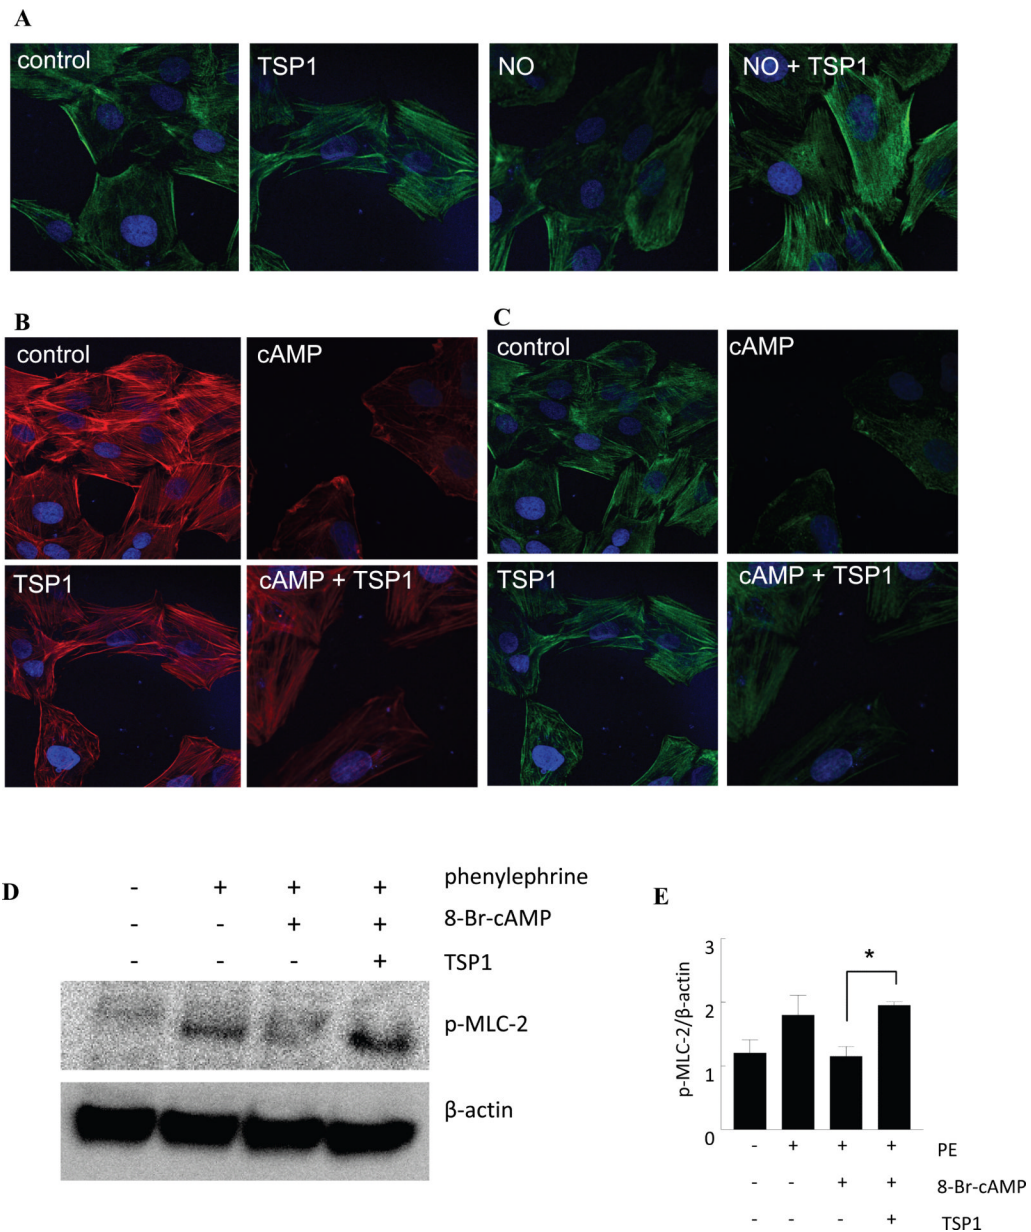 A
control
TSP1
NO
NO + TSP1
B
control
cAMP
TSP1
cAMP + TSP1
C
control
cAMP
TSP1
cAMP + TSP1
D
- + + + phenylephrine
- - + + 8-Br-cAMP
- - - + TSP1
p-MLC-2
β-actin
E
3
2
1
0
p-MLC-2/β-actin
*
- + + + PE
- - + + 8-Br-cAMP
- - - + TSP1